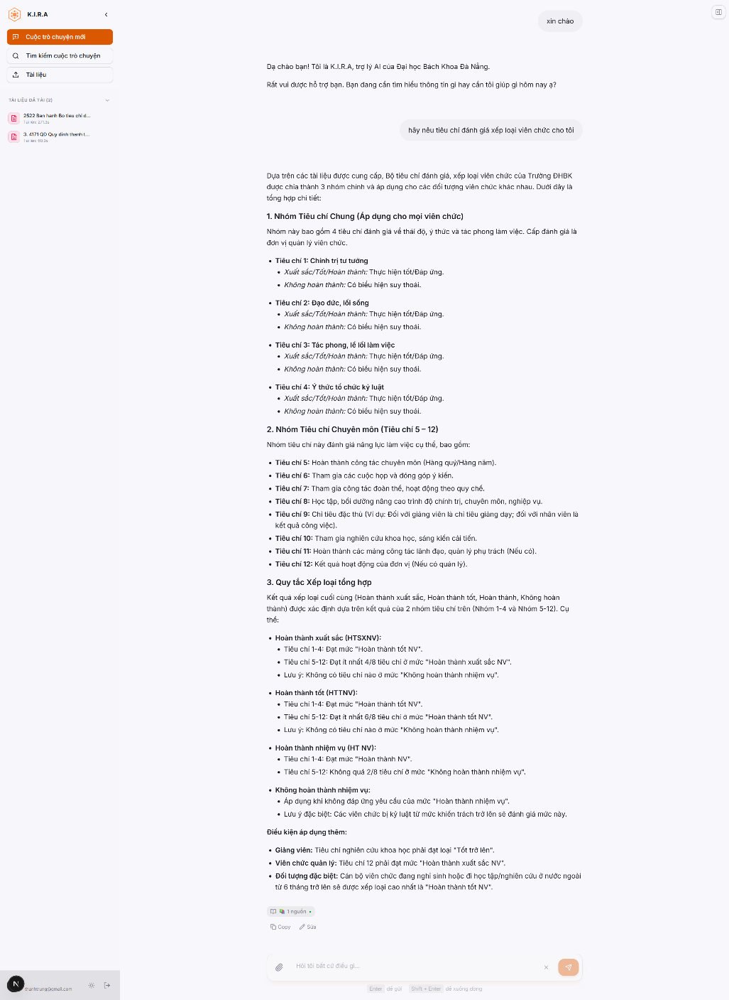 K.I.R.A
Cuộc trò chuyện mới
Tìm kiếm cuộc trò chuyện
Tài liệu
TÀI LIỆU ĐÃ TẢI (2)
2522 Ban hanh Bo tieu chi d...
Tải lên: 271.3s
3. 4171 QD Quy dinh thanh t...
Tải lên: 80.9s
xin chào
Dạ chào bạn! Tôi là K.I.R.A, trợ lý AI của Đại học Bách Khoa Đà Nẵng.
Rất vui được hỗ trợ bạn. Bạn đang cần tìm hiểu thông tin gì hay cần tôi giúp gì hôm nay ạ?
hãy nêu tiêu chí đánh giá xếp loại viên chức cho tôi
Dựa trên các tài liệu được cung cấp, Bộ tiêu chí đánh giá, xếp loại viên chức của Trường ĐHBK
được chia thành 3 nhóm chính và áp dụng cho các đối tượng viên chức khác nhau. Dưới đây là
tổng hợp chi tiết:
1. Nhóm Tiêu chí Chung (Áp dụng cho mọi viên chức)
Nhóm này bao gồm 4 tiêu chí đánh giá về thái độ, ý thức và tác phong làm việc. Cấp đánh giá là
đơn vị quản lý viên chức.
• Tiêu chí 1: Chính trị tư tưởng
• Xuất sắc/Tốt/Hoàn thành: Thực hiện tốt/Đáp ứng.
• Không hoàn thành: Có biểu hiện suy thoái.
• Tiêu chí 2: Đạo đức, lối sống
• Xuất sắc/Tốt/Hoàn thành: Thực hiện tốt/Đáp ứng.
• Không hoàn thành: Có biểu hiện suy thoái.
• Tiêu chí 3: Tác phong, lề lối làm việc
• Xuất sắc/Tốt/Hoàn thành: Thực hiện tốt/Đáp ứng.
• Không hoàn thành: Có biểu hiện suy thoái.
• Tiêu chí 4: Ý thức tổ chức kỷ luật
• Xuất sắc/Tốt/Hoàn thành: Thực hiện tốt/Đáp ứng.
• Không hoàn thành: Có biểu hiện suy thoái.
2. Nhóm Tiêu chí Chuyên môn (Tiêu chí 5 – 12)
Nhóm tiêu chí này đánh giá năng lực làm việc cụ thể, bao gồm:
• Tiêu chí 5: Hoàn thành công tác chuyên môn (Hàng quý/Hàng năm).
• Tiêu chí 6: Tham gia các cuộc họp và đóng góp ý kiến.
• Tiêu chí 7: Tham gia công tác đoàn thể, hoạt động theo quy chế.
• Tiêu chí 8: Học tập, bồi dưỡng nâng cao trình độ chính trị, chuyên môn, nghiệp vụ.
• Tiêu chí 9: Chỉ tiêu đặc thù (Ví dụ: Đối với giảng viên là chỉ tiêu giảng dạy; đối với nhân viên là
kết quả công việc).
• Tiêu chí 10: Tham gia nghiên cứu khoa học, sáng kiến cải tiến.
• Tiêu chí 11: Hoàn thành các mảng công tác lãnh đạo, quản lý phụ trách (Nếu có).
• Tiêu chí 12: Kết quả hoạt động của đơn vị (Nếu có quản lý).
3. Quy tắc Xếp loại tổng hợp
Kết quả xếp loại cuối cùng (Hoàn thành xuất sắc, Hoàn thành tốt, Hoàn thành, Không hoàn
thành) được xác định dựa trên kết quả của 2 nhóm tiêu chí trên (Nhóm 1-4 và Nhóm 5-12). Cụ
thể:
• Hoàn thành xuất sắc (HTSXNV):
• Tiêu chí 1-4: Đạt mức "Hoàn thành tốt NV".
• Tiêu chí 5-12: Đạt ít nhất 4/8 tiêu chí ở mức "Hoàn thành xuất sắc NV".
• Lưu ý: Không có tiêu chí nào ở mức "Không hoàn thành nhiệm vụ".
• Hoàn thành tốt (HTTNV):
• Tiêu chí 1-4: Đạt mức "Hoàn thành tốt NV".
• Tiêu chí 5-12: Đạt ít nhất 6/8 tiêu chí ở mức "Hoàn thành tốt NV".
• Lưu ý: Không có tiêu chí nào ở mức "Không hoàn thành nhiệm vụ".
• Hoàn thành nhiệm vụ (HT NV):
• Tiêu chí 1-4: Đạt mức "Hoàn thành NV".
• Tiêu chí 5-12: Không quá 2/8 tiêu chí ở mức "Không hoàn thành nhiệm vụ".
• Không hoàn thành nhiệm vụ:
• Áp dụng khi không đáp ứng yêu cầu của mức "Hoàn thành nhiệm vụ".
• Lưu ý đặc biệt: Các viên chức bị kỷ luật từ mức khiển trách trở lên sẽ đánh giá mức này.
Điều kiện áp dụng thêm:
• Giảng viên: Tiêu chí nghiên cứu khoa học phải đạt loại "Tốt trở lên".
• Viên chức quản lý: Tiêu chí 12 phải đạt mức "Hoàn thành xuất sắc NV".
• Đối tượng đặc biệt: Cán bộ viên chức đang nghỉ sinh hoặc đi học tập/nghiên cứu ở nước ngoài
từ 6 tháng trở lên sẽ được xếp loại cao nhất là "Hoàn thành tốt NV".
1 nguồn
Copy Sửa
Hỏi tôi bất cứ điều gì...
Enter để gửi Shift + Enter để xuống dòng
N
thanhtrung@gmail.com